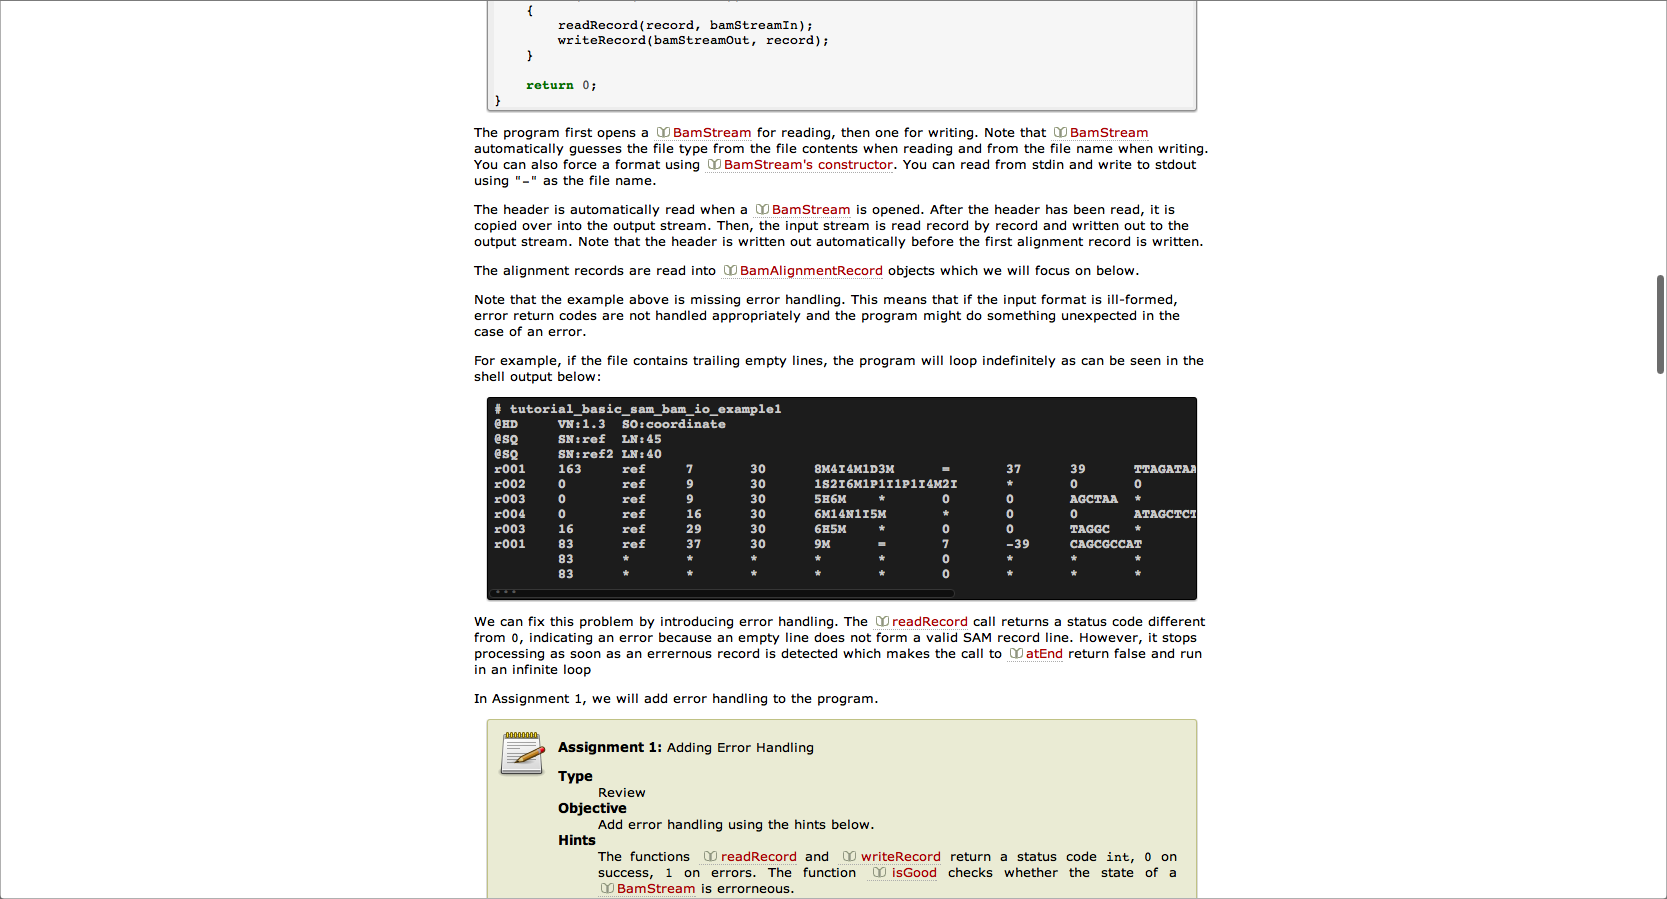 {
readRecord(record, bamStreamIn);
writeRecord(bamStreamOut, record);
}
return 0;
}
The program first opens a BamStream for reading, then one for writing. Note that BamStream
automatically guesses the file type from the file contents when reading and from the file name when writing.
You can also force a format using BamStream's constructor. You can read from stdin and write to stdout
using "-" as the file name.
The header is automatically read when a BamStream is opened. After the header has been read, it is
copied over into the output stream. Then, the input stream is read record by record and written out to the
output stream. Note that the header is written out automatically before the first alignment record is written.
The alignment records are read into BamAlignmentRecord objects which we will focus on below.
Note that the example above is missing error handling. This means that if the input format is ill-formed,
error return codes are not handled appropriately and the program might do something unexpected in the
case of an error.
For example, if the file contains trailing empty lines, the program will loop indefinitely as can be seen in the
shell output below:
# tutorial_basic_sam_bam_io_example1
@HD VN:1.3 SO:coordinate
@SQ SN:ref LN:45
@SQ SN:ref2 LN:40
r001 163 ref 7 30 8M4I4M1D3M = 37 39 TTAGATAA
r002 0 ref 9 30 1S2I6M1P1I1P1I4M2I * 0 0
r003 0 ref 9 30 5H6M * 0 0 AGCTAA *
r004 0 ref 16 30 6M14N1I5M * 0 0 ATAGCTCT
r003 16 ref 29 30 6H5M * 0 0 TAGGC *
r001 83 ref 37 30 9M = 7 -39 CAGCGCCAT
83 * * * * * 0 * * *
83 * * * * * 0 * * *
We can fix this problem by introducing error handling. The readRecord call returns a status code different
from 0, indicating an error because an empty line does not form a valid SAM record line. However, it stops
processing as soon as an errernous record is detected which makes the call to atEnd return false and run
in an infinite loop
In Assignment 1, we will add error handling to the program.
Assignment 1: Adding Error Handling
Type
Review
Objective
Add error handling using the hints below.
Hints
The functions readRecord and writeRecord return a status code int, 0 on
success, 1 on errors. The function isGood checks whether the state of a
BamStream is errorneous.